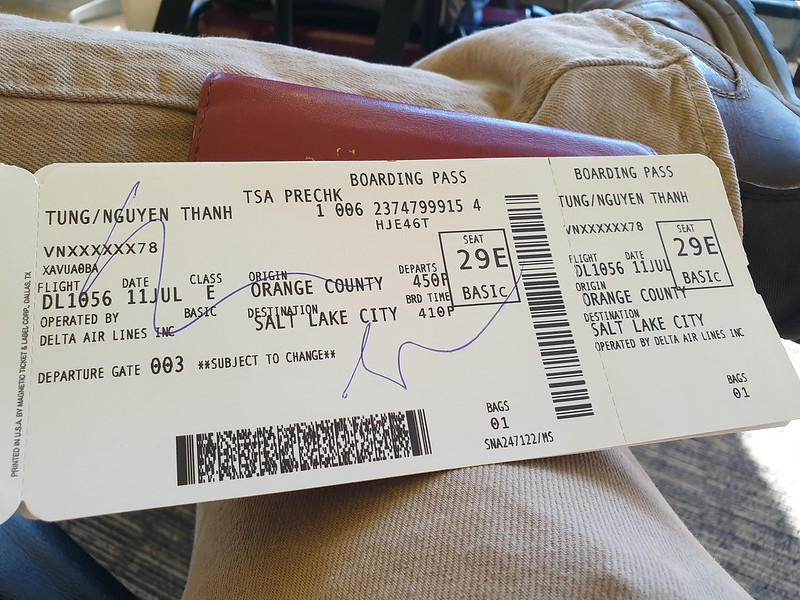 BOARDING PASS
TSA PRECHK
TUNG/NGUYEN THANH
1 006 2374799915 4
HJE46T
VNXXXXXX78
XAVUA0BA
FLIGHT DATE CLASS ORIGIN DEPARTS
DL1056 11JUL E ORANGE COUNTY 450P
OPERATED BY BASIC DESTINATION BRD TIME
DELTA AIR LINES INC SALT LAKE CITY 410P
SEAT
29E
BASIC
DEPARTURE GATE 003 **SUBJECT TO CHANGE**
BAGS
01
SNA247122/MS
PRINTED IN U.S.A. BY MAGNETIC TICKET & LABEL CORP., DALLAS, TX
BOARDING PASS
TUNG/NGUYEN THANH
VNXXXXXX78
FLIGHT DATE
DL1056 11JUL
ORIGIN
ORANGE COUNTY
DESTINATION
SALT LAKE CITY
OPERATED BY DELTA AIR LINES INC
SEAT
29E
BASIC
BAGS
01